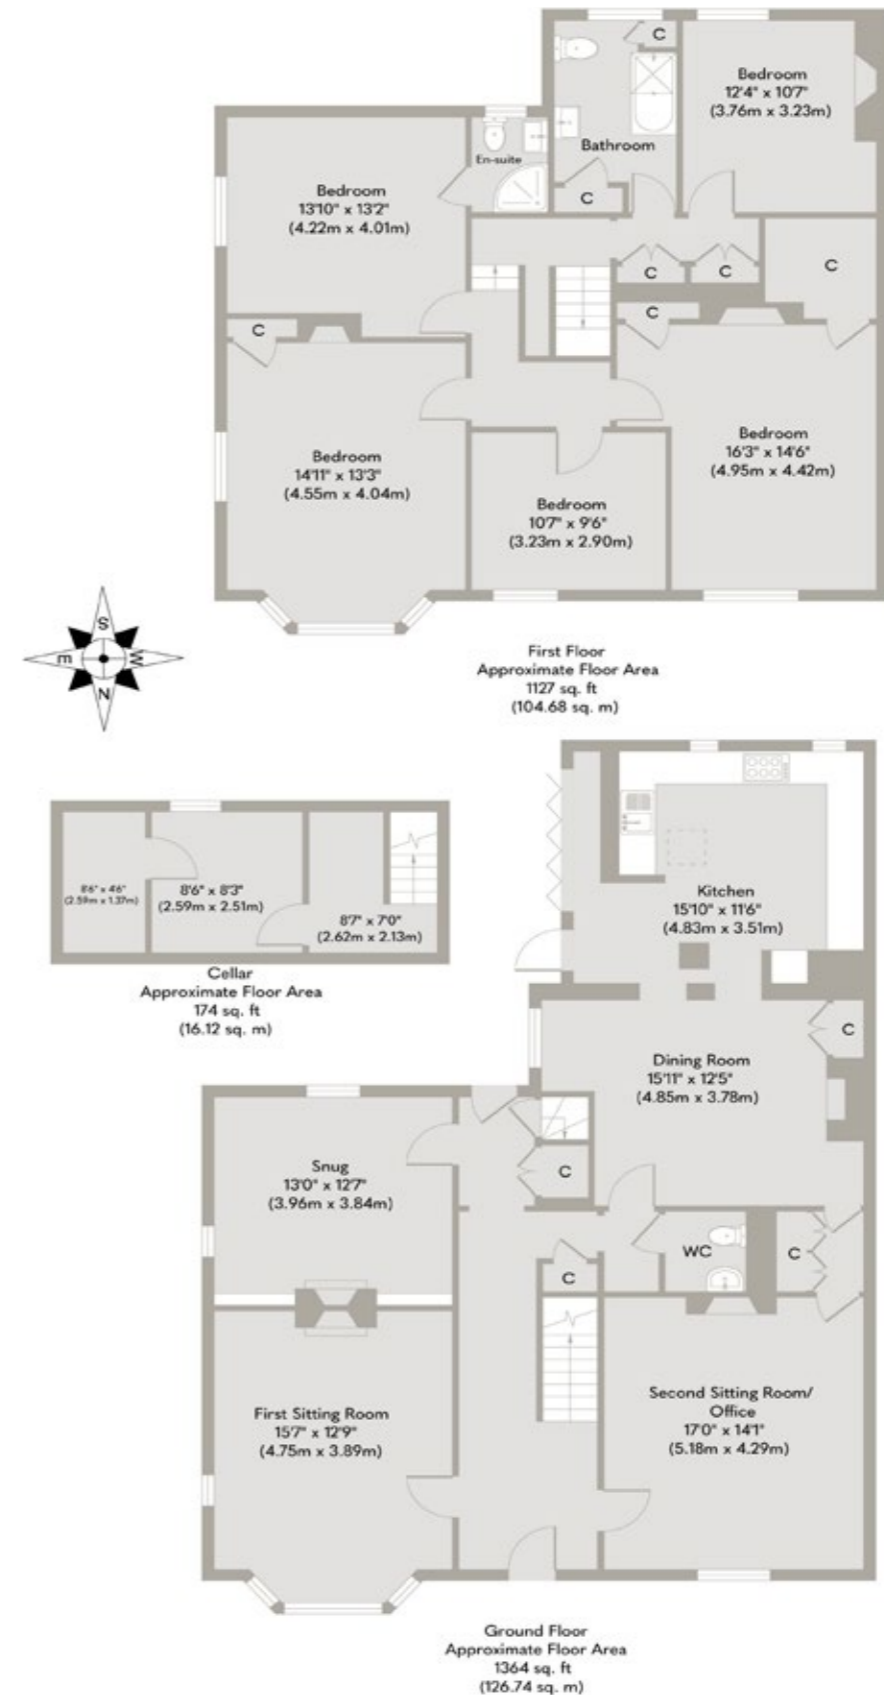 C
Bedroom
12'4" x 10'7"
(3.76m x 3.23m)
Bathroom
En-suite
Bedroom
13'10" x 13'2"
(4.22m x 4.01m)
C
C
C
C
C
C
Bedroom
14'11" x 13'3"
(4.55m x 4.04m)
Bedroom
16'3" x 14'6"
(4.95m x 4.42m)
Bedroom
10'7" x 9'6"
(3.23m x 2.90m)
S
E
W
N
First Floor
Approximate Floor Area
1127 sq. ft
(104.68 sq. m)
8'6" x 4'6"
(2.59m x 1.37m)
8'6" x 8'3"
(2.59m x 2.51m)
8'7" x 7'0"
(2.62m x 2.13m)
Cellar
Approximate Floor Area
174 sq. ft
(16.12 sq. m)
Kitchen
15'10" x 11'6"
(4.83m x 3.51m)
C
Dining Room
15'11" x 12'5"
(4.85m x 3.78m)
Snug
13'0" x 12'7"
(3.96m x 3.84m)
C
WC
C
C
First Sitting Room
15'7" x 12'9"
(4.75m x 3.89m)
Second Sitting Room/
Office
17'0" x 14'1"
(5.18m x 4.29m)
Ground Floor
Approximate Floor Area
1364 sq. ft
(126.74 sq. m)